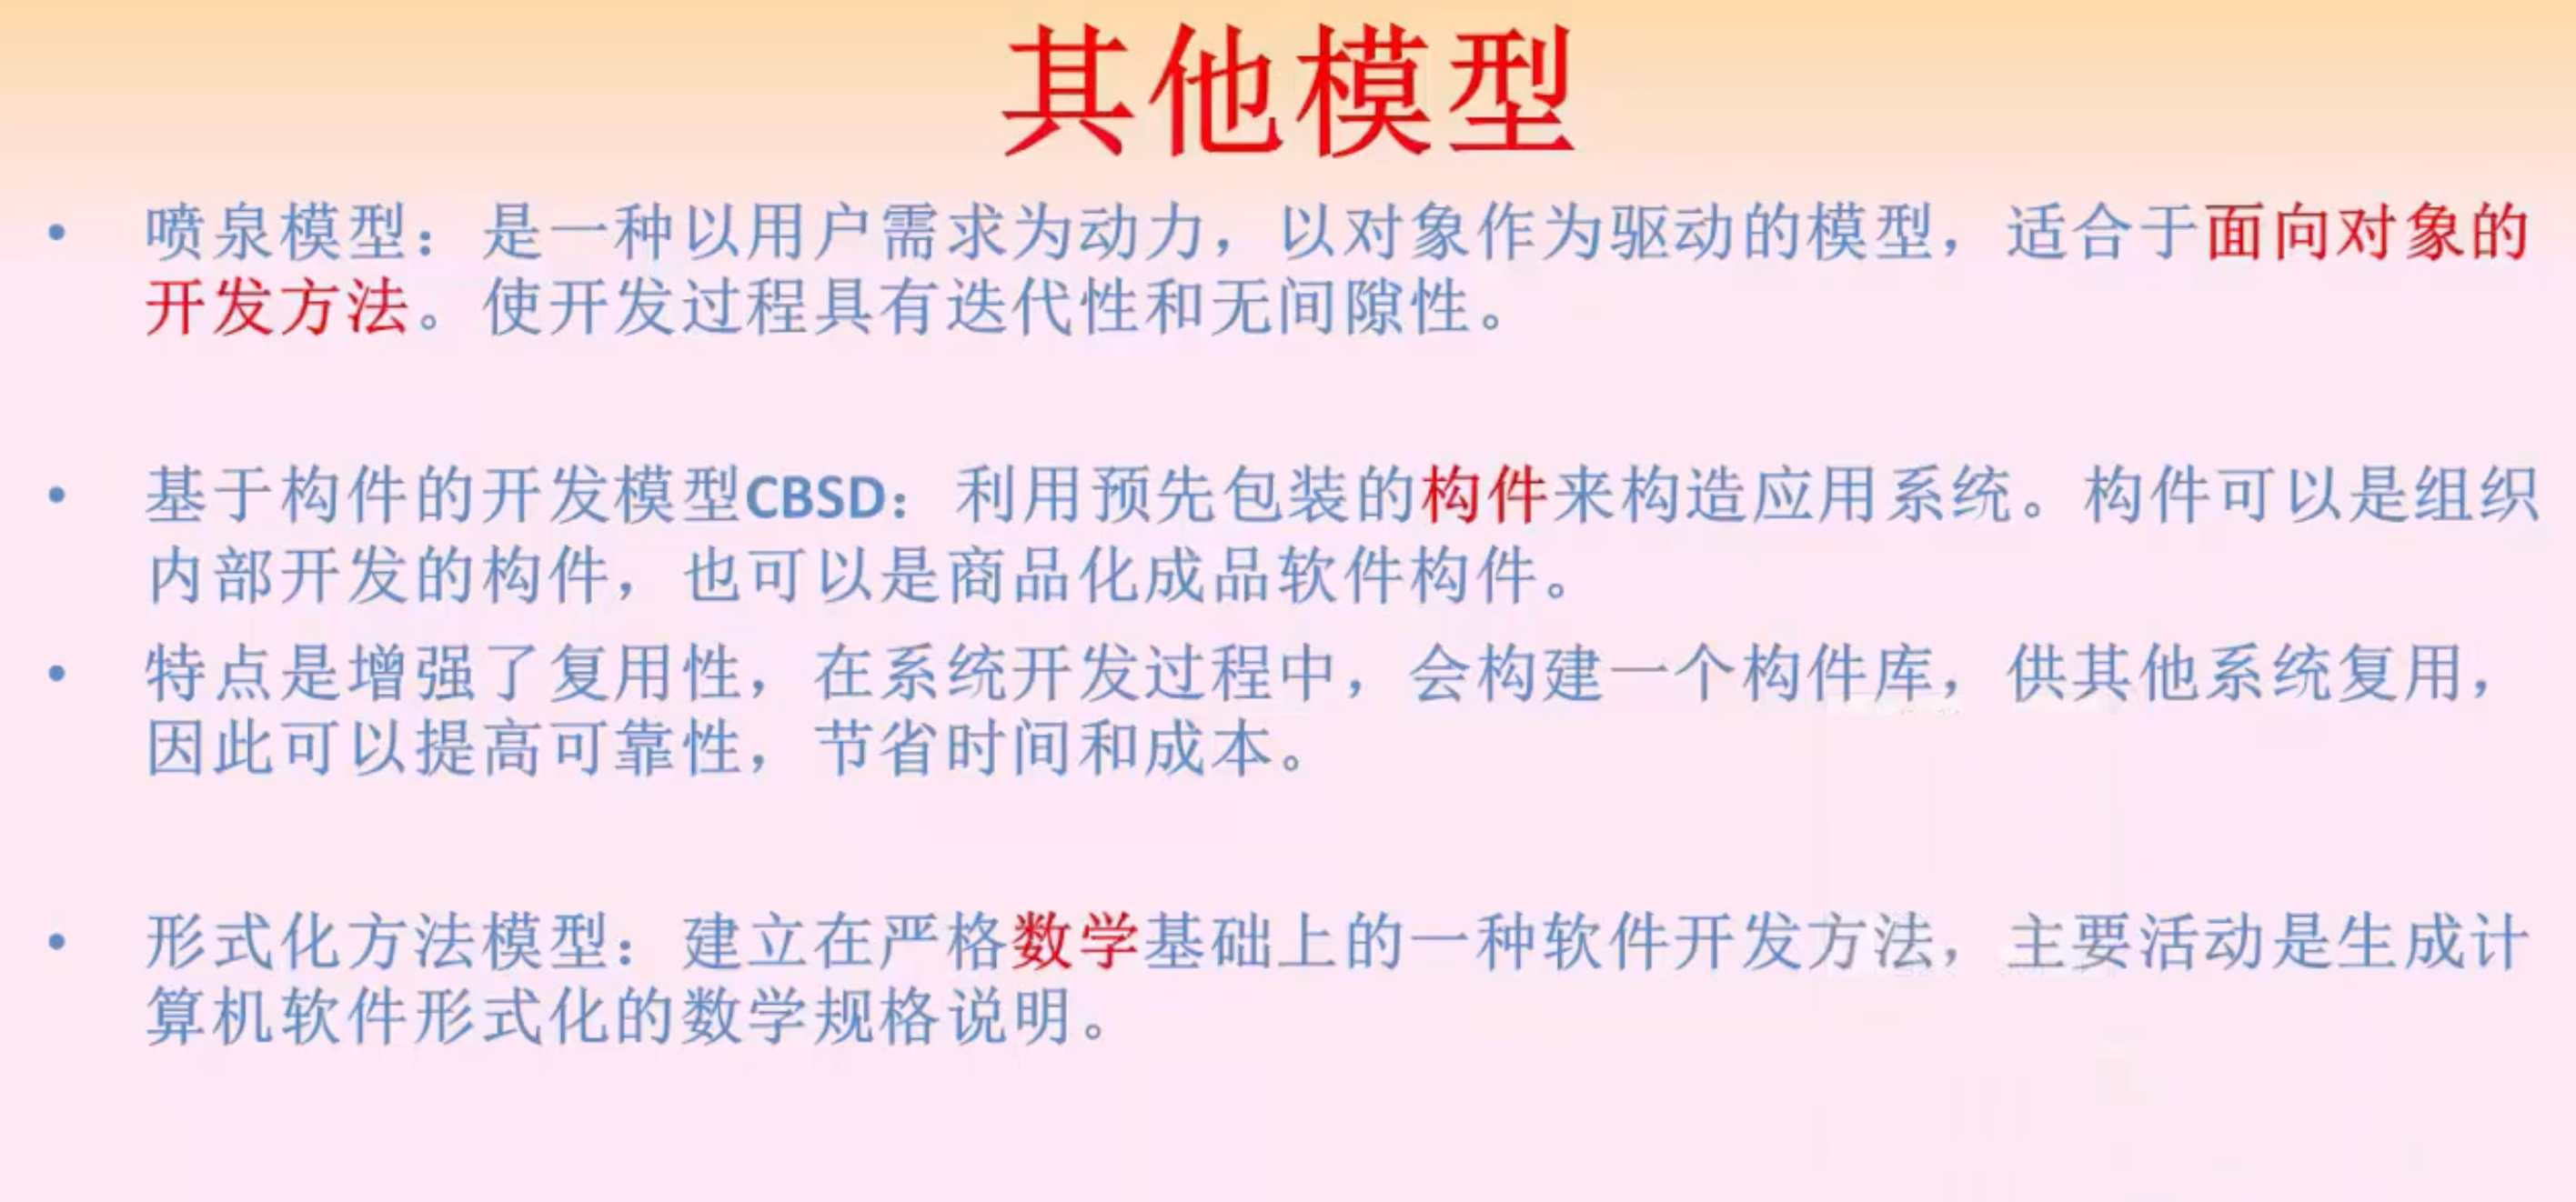 其他模型
• 喷泉模型：是一种以用户需求为动力，以对象作为驱动的模型，适合于面向对象的
开发方法。使开发过程具有迭代性和无间隙性。
• 基于构件的开发模型CBSD：利用预先包装的构件来构造应用系统。构件可以是组织
内部开发的构件，也可以是商品化成品软件构件。
• 特点是增强了复用性，在系统开发过程中，会构建一个构件库，供其他系统复用，
因此可以提高可靠性，节省时间和成本。
• 形式化方法模型：建立在严格数学基础上的一种软件开发方法，主要活动是生成计
算机软件形式化的数学规格说明。